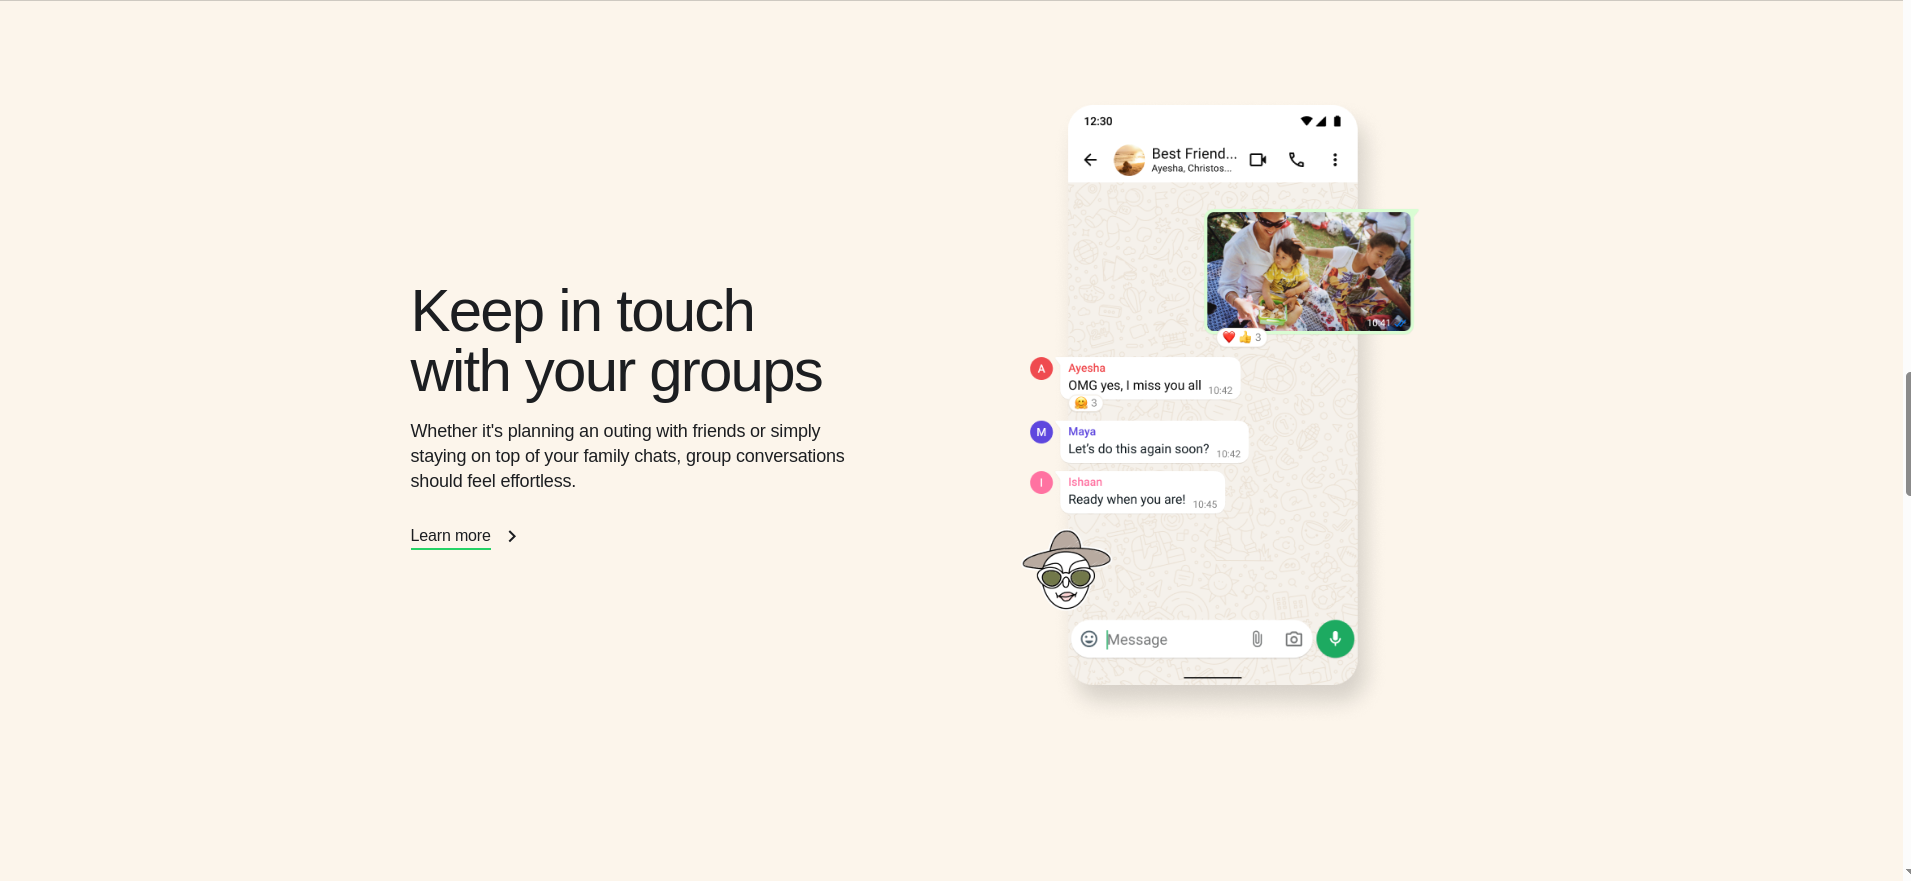 Keep in touch
with your groups
Whether it's planning an outing with friends or simply
staying on top of your family chats, group conversations
should feel effortless.
Learn more
12:30
Best Friend...
Ayesha, Christos...
10:41
3
A
Ayesha
OMG yes, I miss you all 10:42
3
M
Maya
Let's do this again soon? 10:42
I
Ishaan
Ready when you are! 10:45
Message